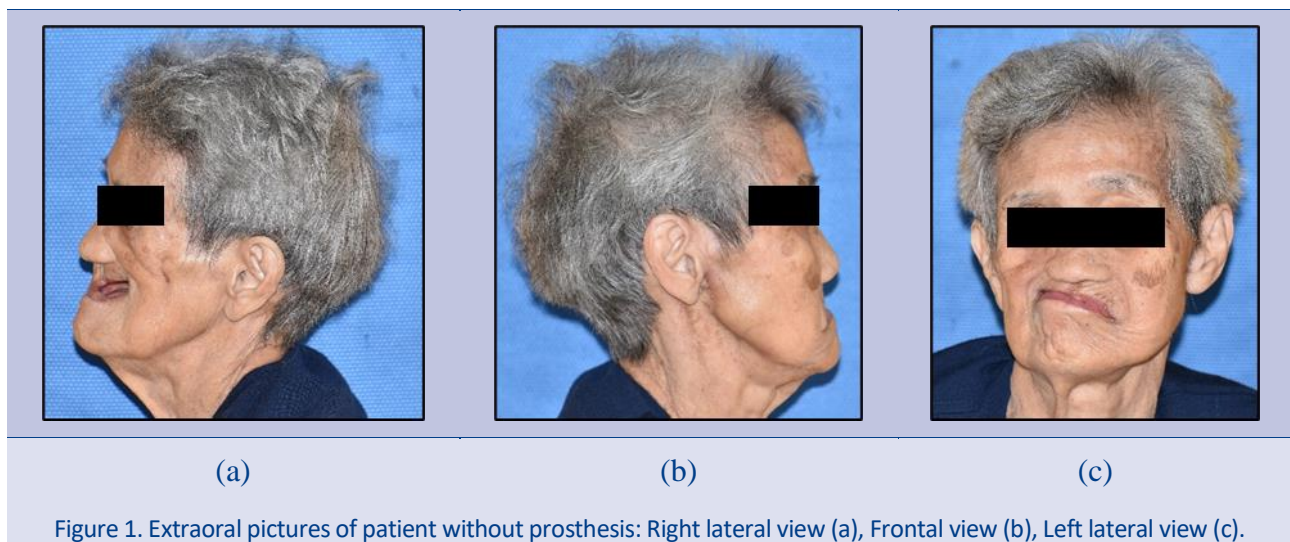 (a) (b) (c)
Figure 1. Extraoral pictures of patient without prosthesis: Right lateral view (a), Frontal view (b), Left lateral view (c).